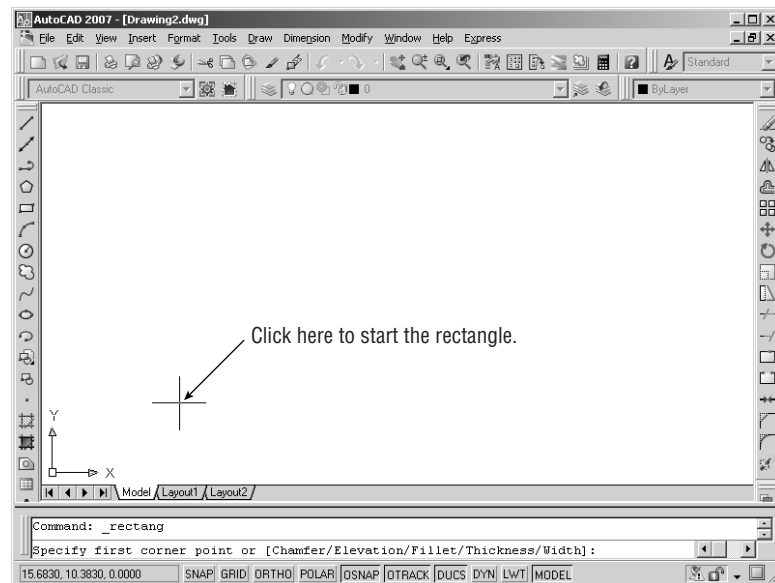 AutoCAD 2007 - [Drawing2.dwg]
File Edit View Insert Format Tools Draw Dimension Modify Window Help Express
Standard
AutoCAD Classic 0 ByLayer
Click here to start the rectangle.
Y
X
Model Layout1 Layout2
Command: _rectang
Specify first corner point or [Chamfer/Elevation/Fillet/Thickness/Width]:
15.6830, 10.3830, 0.0000 SNAP GRID ORTHO POLAR OSNAP OTRACK DUCS DYN LWT MODEL